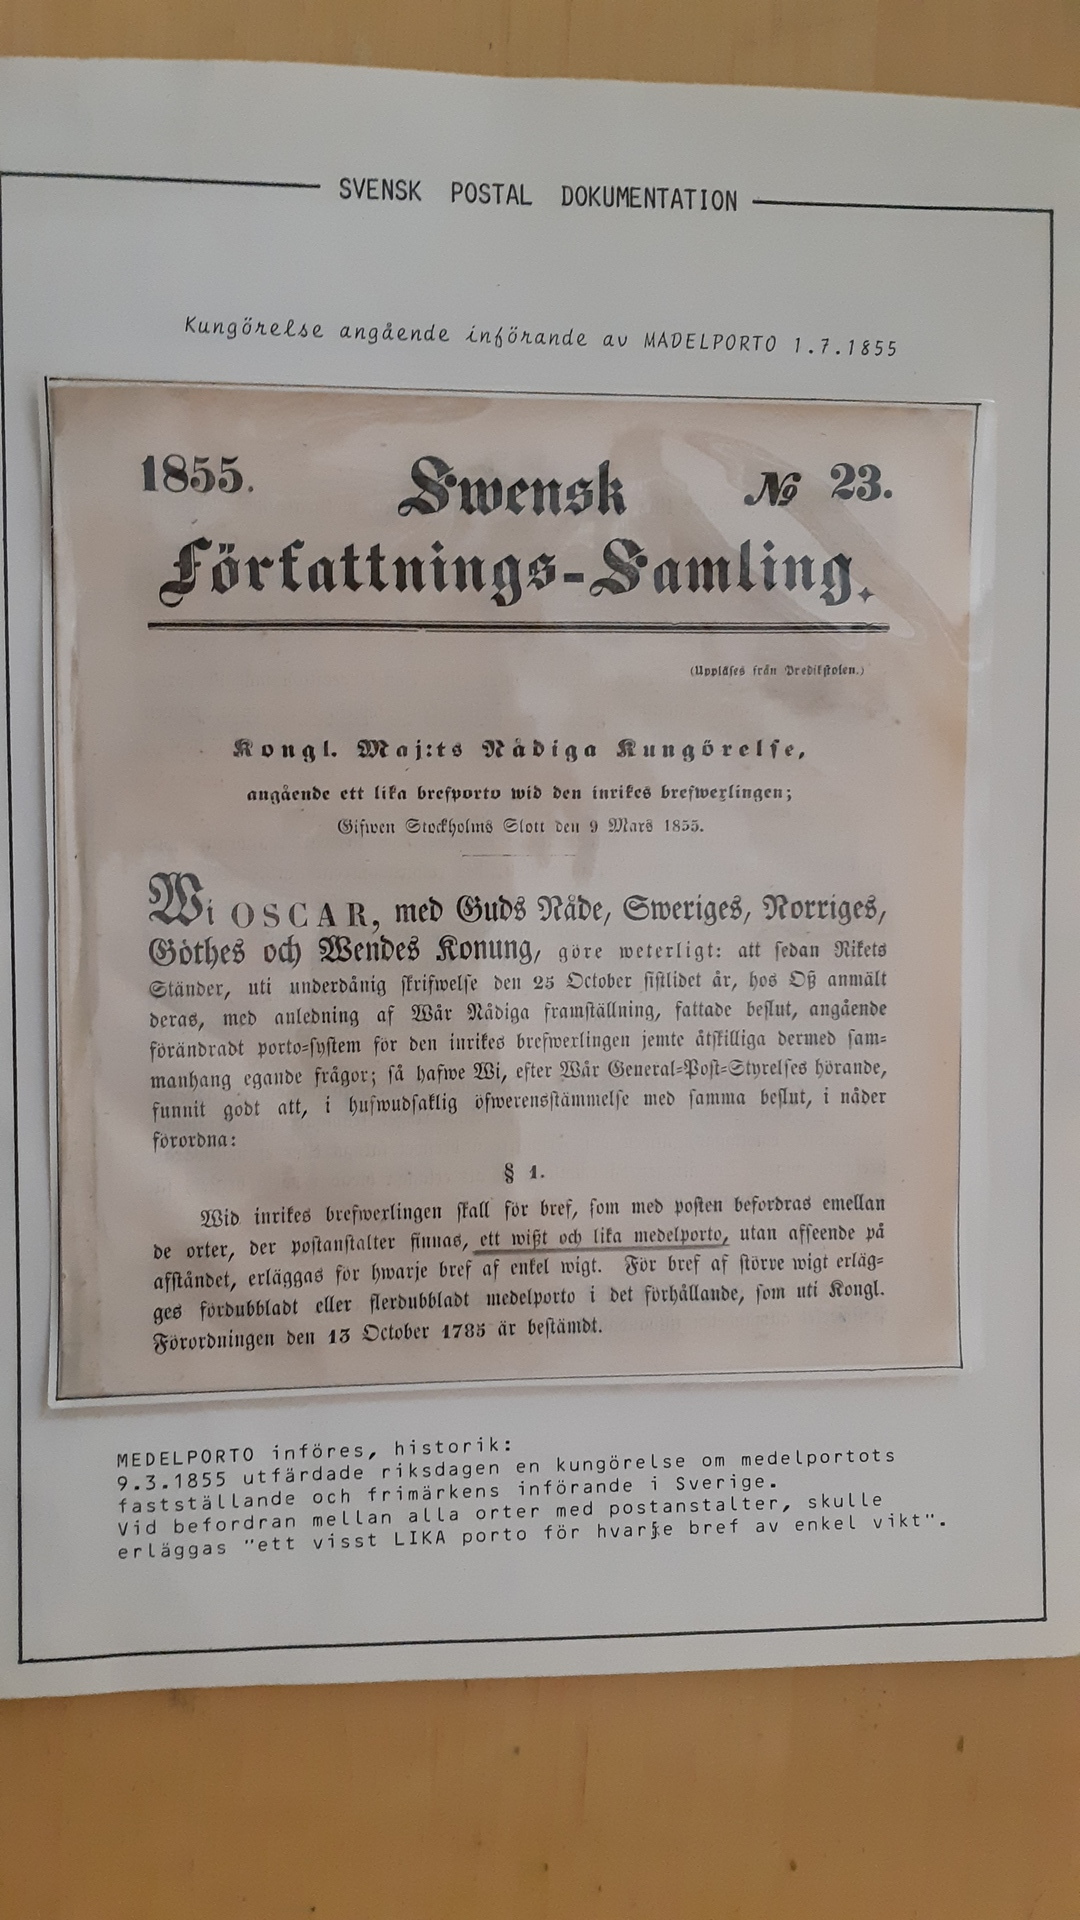 SVENSK POSTAL DOKUMENTATION
Kungörelse angående införande av MADELPORTO 1.7.1855
1855. Swensk № 23.
Författnings-Samling.
(Uppläses från Predikstolen.)
Kongl. Maj:ts Nådiga Kungörelse,
angående ett lika brefporto wid den inrikes brefwexlingen;
Gifwen Stockholms Slott den 9 Mars 1855.
Wi OSCAR, med Guds Nåde, Sweriges, Norriges,
Göthes och Wendes Konung, göre weterligt: att sedan Rikets
Ständer, uti underdånig skrifwelse den 25 October sistlidet år, hos Oß anmält
deras, med anledning af Wår Nådiga framställning, fattade beslut, angående
förändradt porto-system för den inrikes brefwexlingen jemte åtskilliga dermed sam-
manhang egande frågor; så hafwe Wi, efter Wår General-Post-Styrelses hörande,
funnit godt att, i hufwudsaklig öfwerensstämmelse med samma beslut, i nåder
förordna:
§ 1.
Wid inrikes brefwexlingen skall för bref, som med posten befordras emellan
de orter, der postanstalter finnas, ett wißt och lika medelporto, utan afseende på
afståndet, erläggas för hwarje bref af enkel wigt. För bref af större wigt erläg-
ges fördubbladt eller flerdubbladt medelporto i det förhållande, som uti Kongl.
Förordningen den 13 October 1785 är bestämdt.
MEDELPORTO införes, historik:
9.3.1855 utfärdade riksdagen en kungörelse om medelportots
fastställande och frimärkens införande i Sverige.
Vid befordran mellan alla orter med postanstalter, skulle
erläggas "ett visst LIKA porto för hvarje bref av enkel vikt".